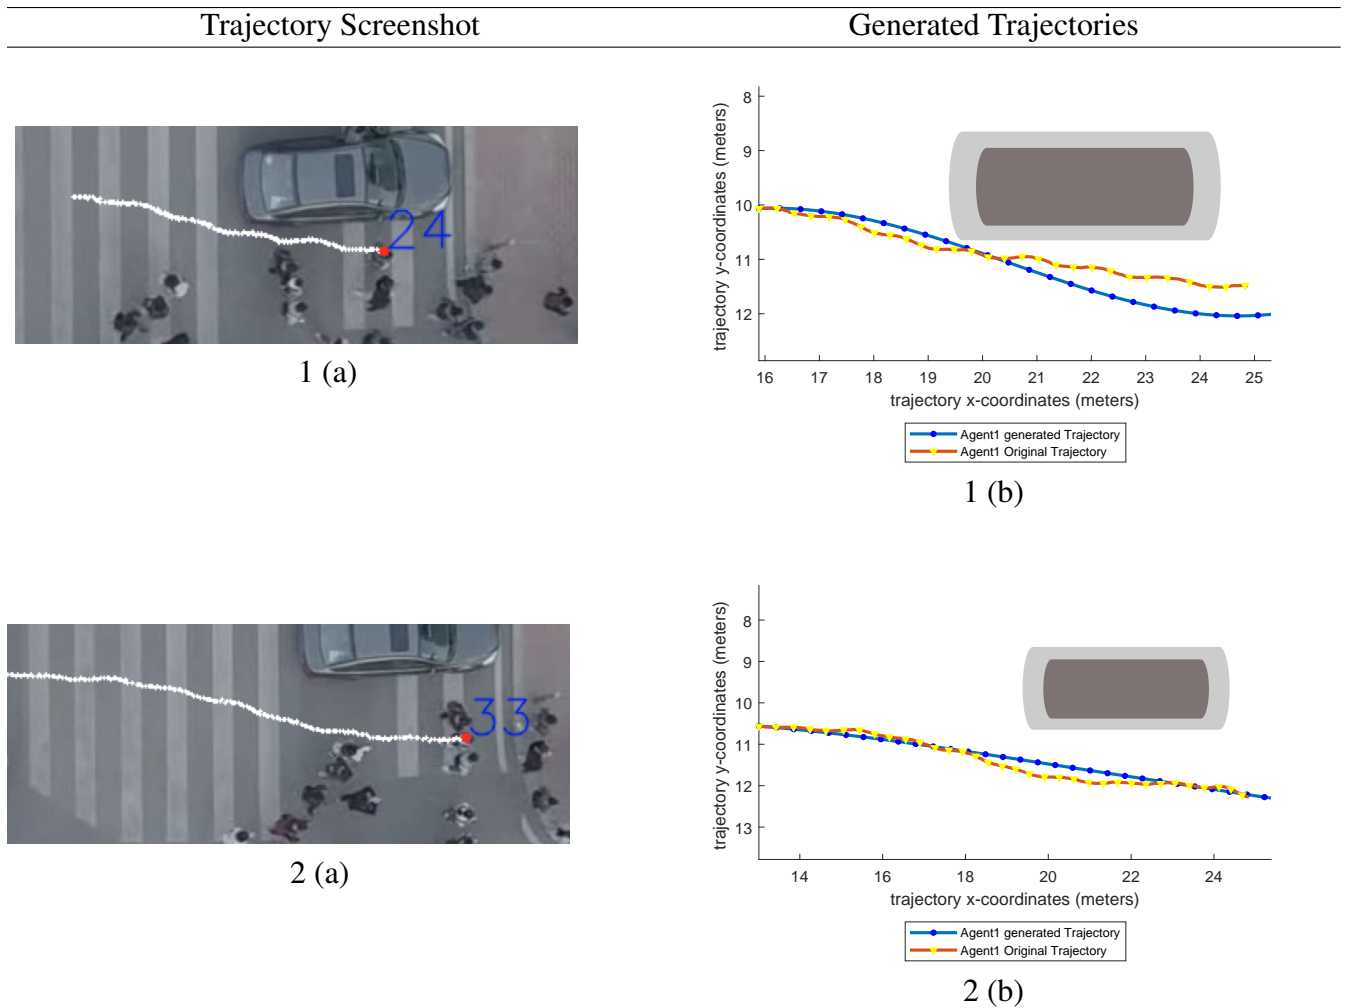 Trajectory Screenshot Generated Trajectories
24
1 (a)
trajectory y-coordinates (meters)
8
9
10
11
12
16 17 18 19 20 21 22 23 24 25
trajectory x-coordinates (meters)
Agent1 generated Trajectory
Agent1 Original Trajectory
1 (b)
33
2 (a)
trajectory y-coordinates (meters)
8
9
10
11
12
13
14 16 18 20 22 24
trajectory x-coordinates (meters)
Agent1 generated Trajectory
Agent1 Original Trajectory
2 (b)